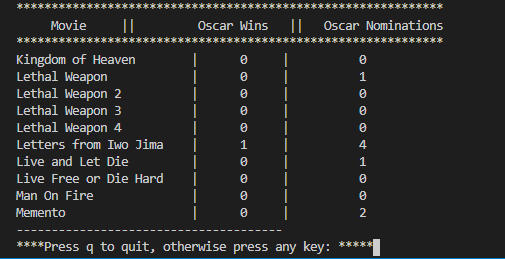 *************************************************************
Movie || Oscar Wins || Oscar Nominations
*************************************************************
Kingdom of Heaven | 0 | 0
Lethal Weapon | 0 | 1
Lethal Weapon 2 | 0 | 0
Lethal Weapon 3 | 0 | 0
Lethal Weapon 4 | 0 | 0
Letters from Iwo Jima | 1 | 4
Live and Let Die | 0 | 1
Live Free or Die Hard | 0 | 0
Man On Fire | 0 | 0
Memento | 0 | 2
--------------------------------------
****Press q to quit, otherwise press any key: *****